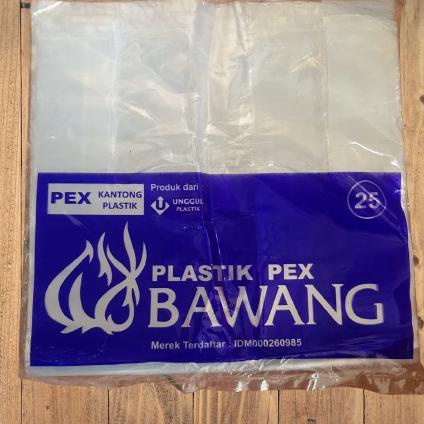 PEX KANTONG PLASTIK
Produk dari :
UNGGUL PLASTIK
25
PLASTIK PEX
BAWANG
Merek Terdaftar : IDM000260985